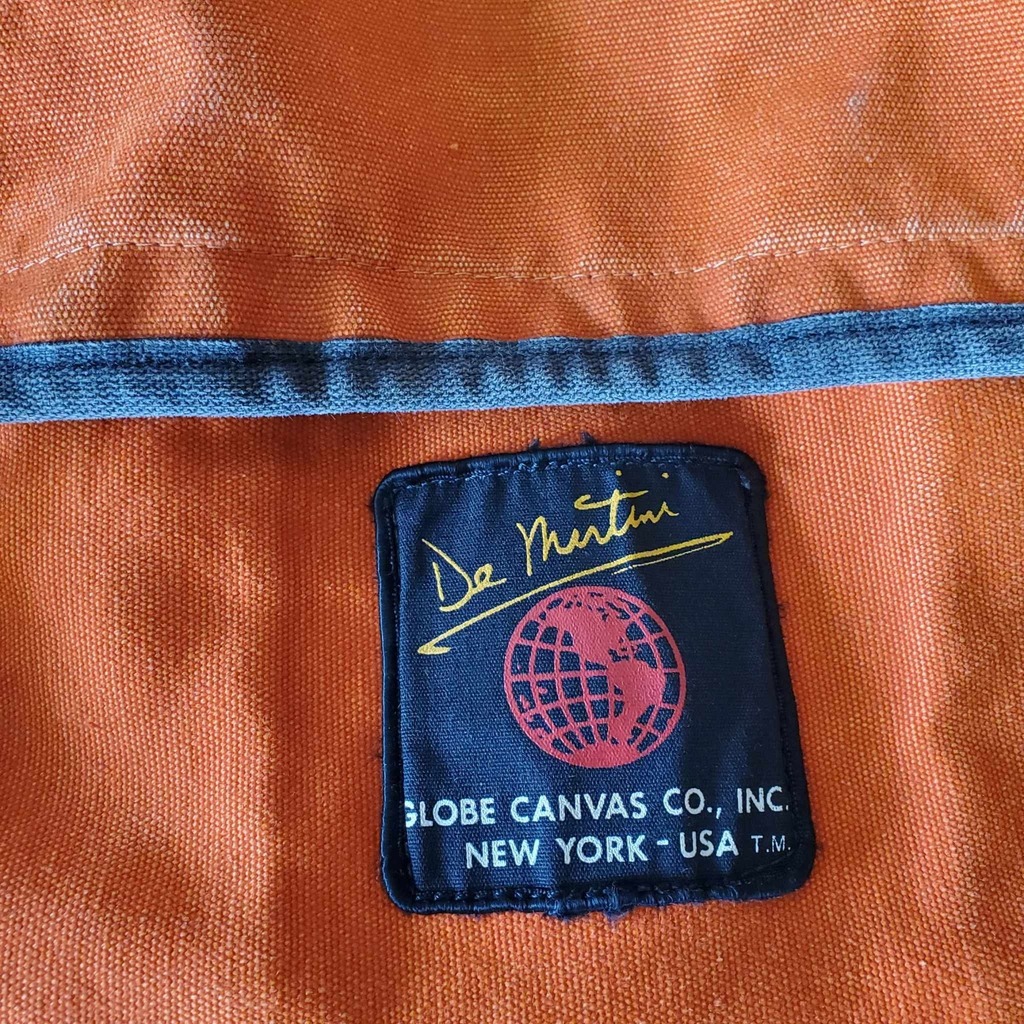 De Martini
GLOBE CANVAS CO., INC.
NEW YORK - USA T.M.